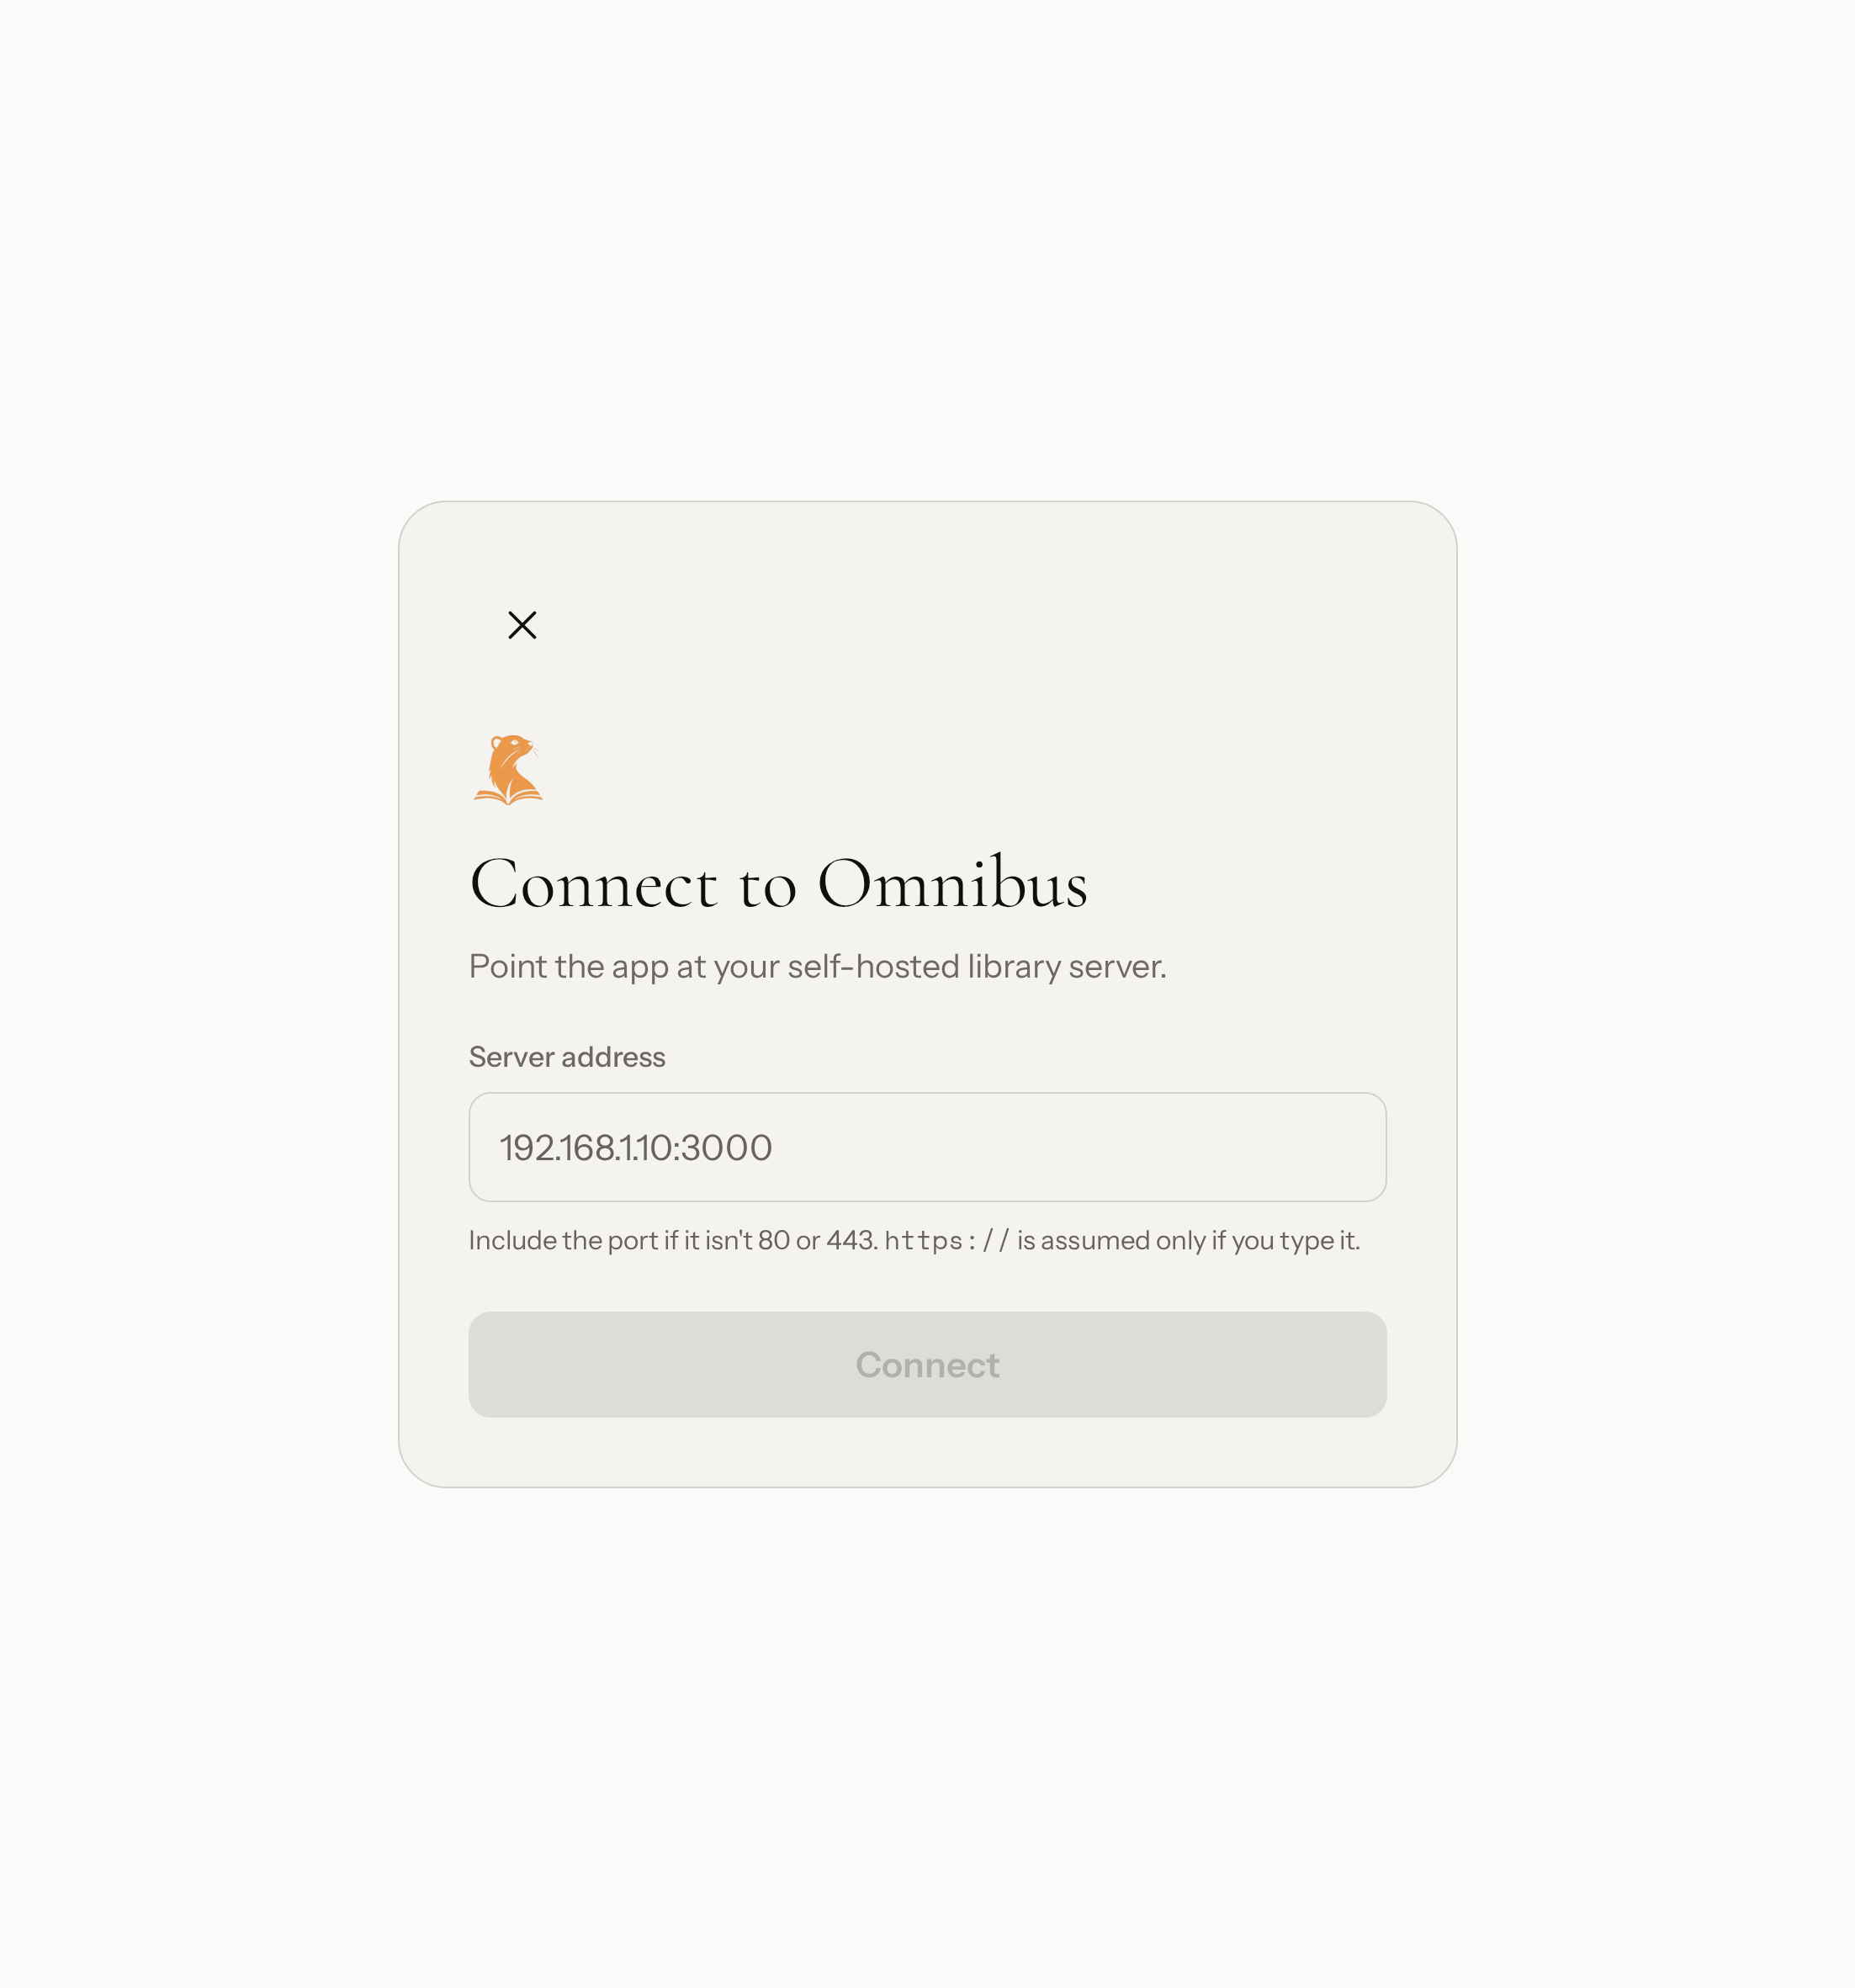 Connect to Omnibus
Point the app at your self-hosted library server.
Server address
192.168.1.10:3000
Include the port if it isn't 80 or 443. https:// is assumed only if you type it.
Connect